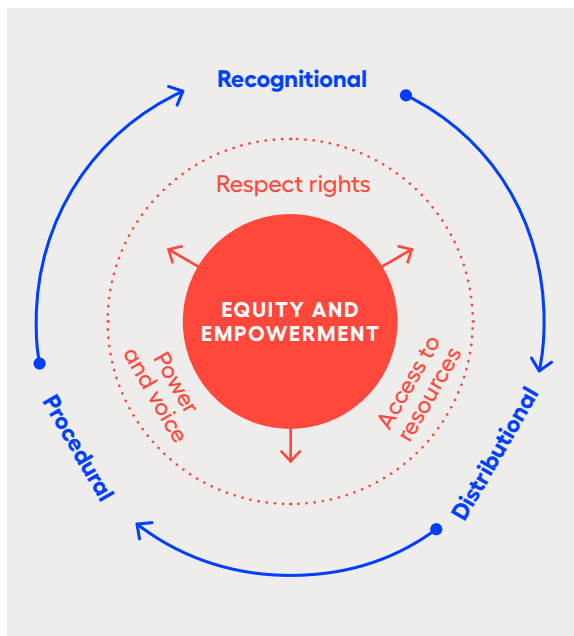 Recognitional
Respect rights
EQUITY AND
EMPOWERMENT
Power
and voice
Access to
resources
Procedural
Distributional